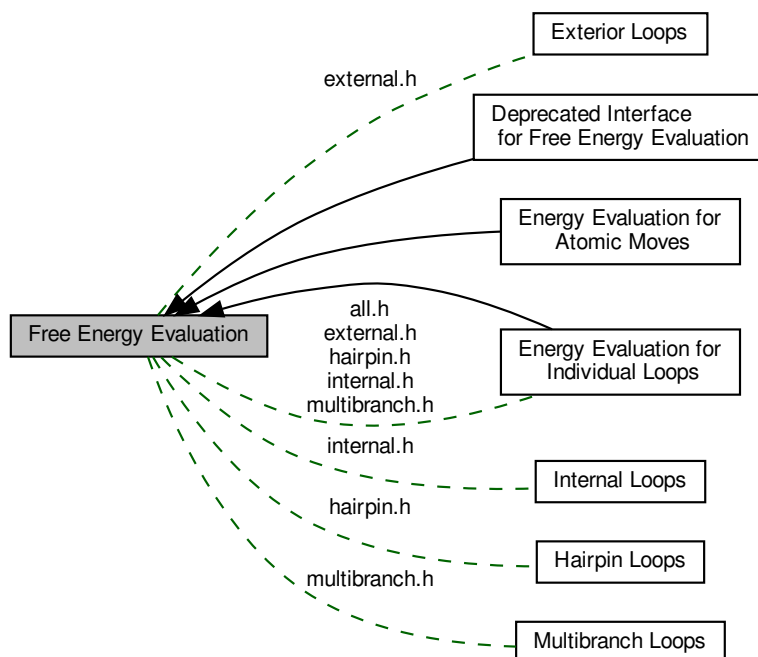 Exterior Loops
external.h
Deprecated Interface
for Free Energy Evaluation
Energy Evaluation for
Atomic Moves
Free Energy Evaluation
all.h
external.h
hairpin.h
internal.h
multibranch.h
Energy Evaluation for
Individual Loops
internal.h
Internal Loops
hairpin.h
Hairpin Loops
multibranch.h
Multibranch Loops